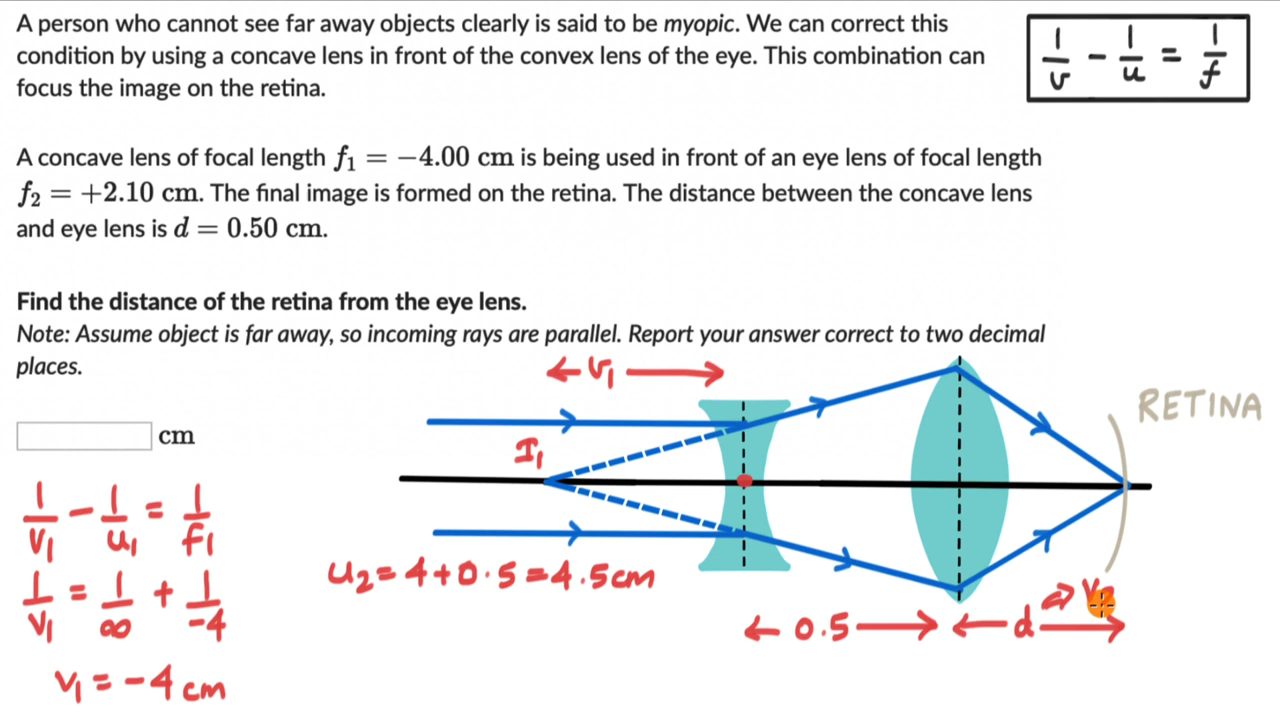 A person who cannot see far away objects clearly is said to be myopic. We can correct this
condition by using a concave lens in front of the convex lens of the eye. This combination can
focus the image on the retina.
1/v - 1/u = 1/f
A concave lens of focal length f₁ = −4.00 cm is being used in front of an eye lens of focal length
f₂ = +2.10 cm. The final image is formed on the retina. The distance between the concave lens
and eye lens is d = 0.50 cm.
Find the distance of the retina from the eye lens.
Note: Assume object is far away, so incoming rays are parallel. Report your answer correct to two decimal
places.
cm
v₁
RETINA
I₁
1/v₁ - 1/u₁ = 1/f₁
1/v₁ = 1/∞ + 1/-4
v₁ = -4 cm
u₂ = 4+0.5 = 4.5cm
0.5
d